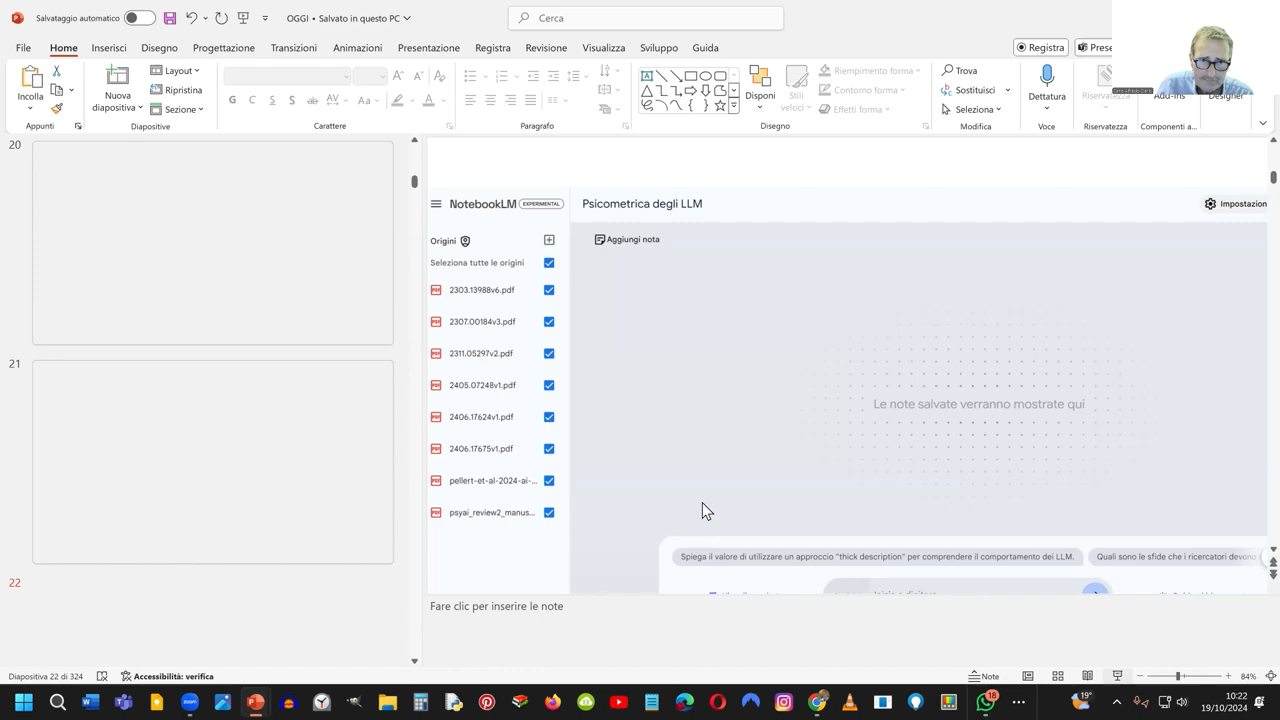 Salvataggio automatico
OGGI • Salvato in questo PC
Cerca
File Home Inserisci Disegno Progettazione Transizioni Animazioni Presentazione Registra Revisione Visualizza Sviluppo Guida
Registra
Prese
Incolla
Appunti
Nuova
diapositiva
Layout
Ripristina
Sezione
Diapositive
Carattere
Paragrafo
Disponi
Stili
veloci
Riempimento forma
Contorno forma
Effetti forma
Disegno
Trova
Sostituisci
Seleziona
Modifica
Dettatura
Voce
Riservatezza
Riservatezza
Add-ins
Componenti a...
Designer
20
21
22
NotebookLM EXPERIMENTAL
Psicometrica degli LLM
Impostazion
Origini
Aggiungi nota
Seleziona tutte le origini
2303.13988v6.pdf
2307.00184v3.pdf
2311.05297v2.pdf
2405.07248v1.pdf
2406.17624v1.pdf
2406.17675v1.pdf
pellert-et-al-2024-ai-...
psyai_review2_manus...
Le note salvate verranno mostrate qui
Spiega il valore di utilizzare un approccio "thick description" per comprendere il comportamento dei LLM.
Quali sono le sfide che i ricercatori devono
Fare clic per inserire le note
Diapositiva 22 di 324
Accessibilità: verifica
Note
84%
18
19°
10:22
19/10/2024